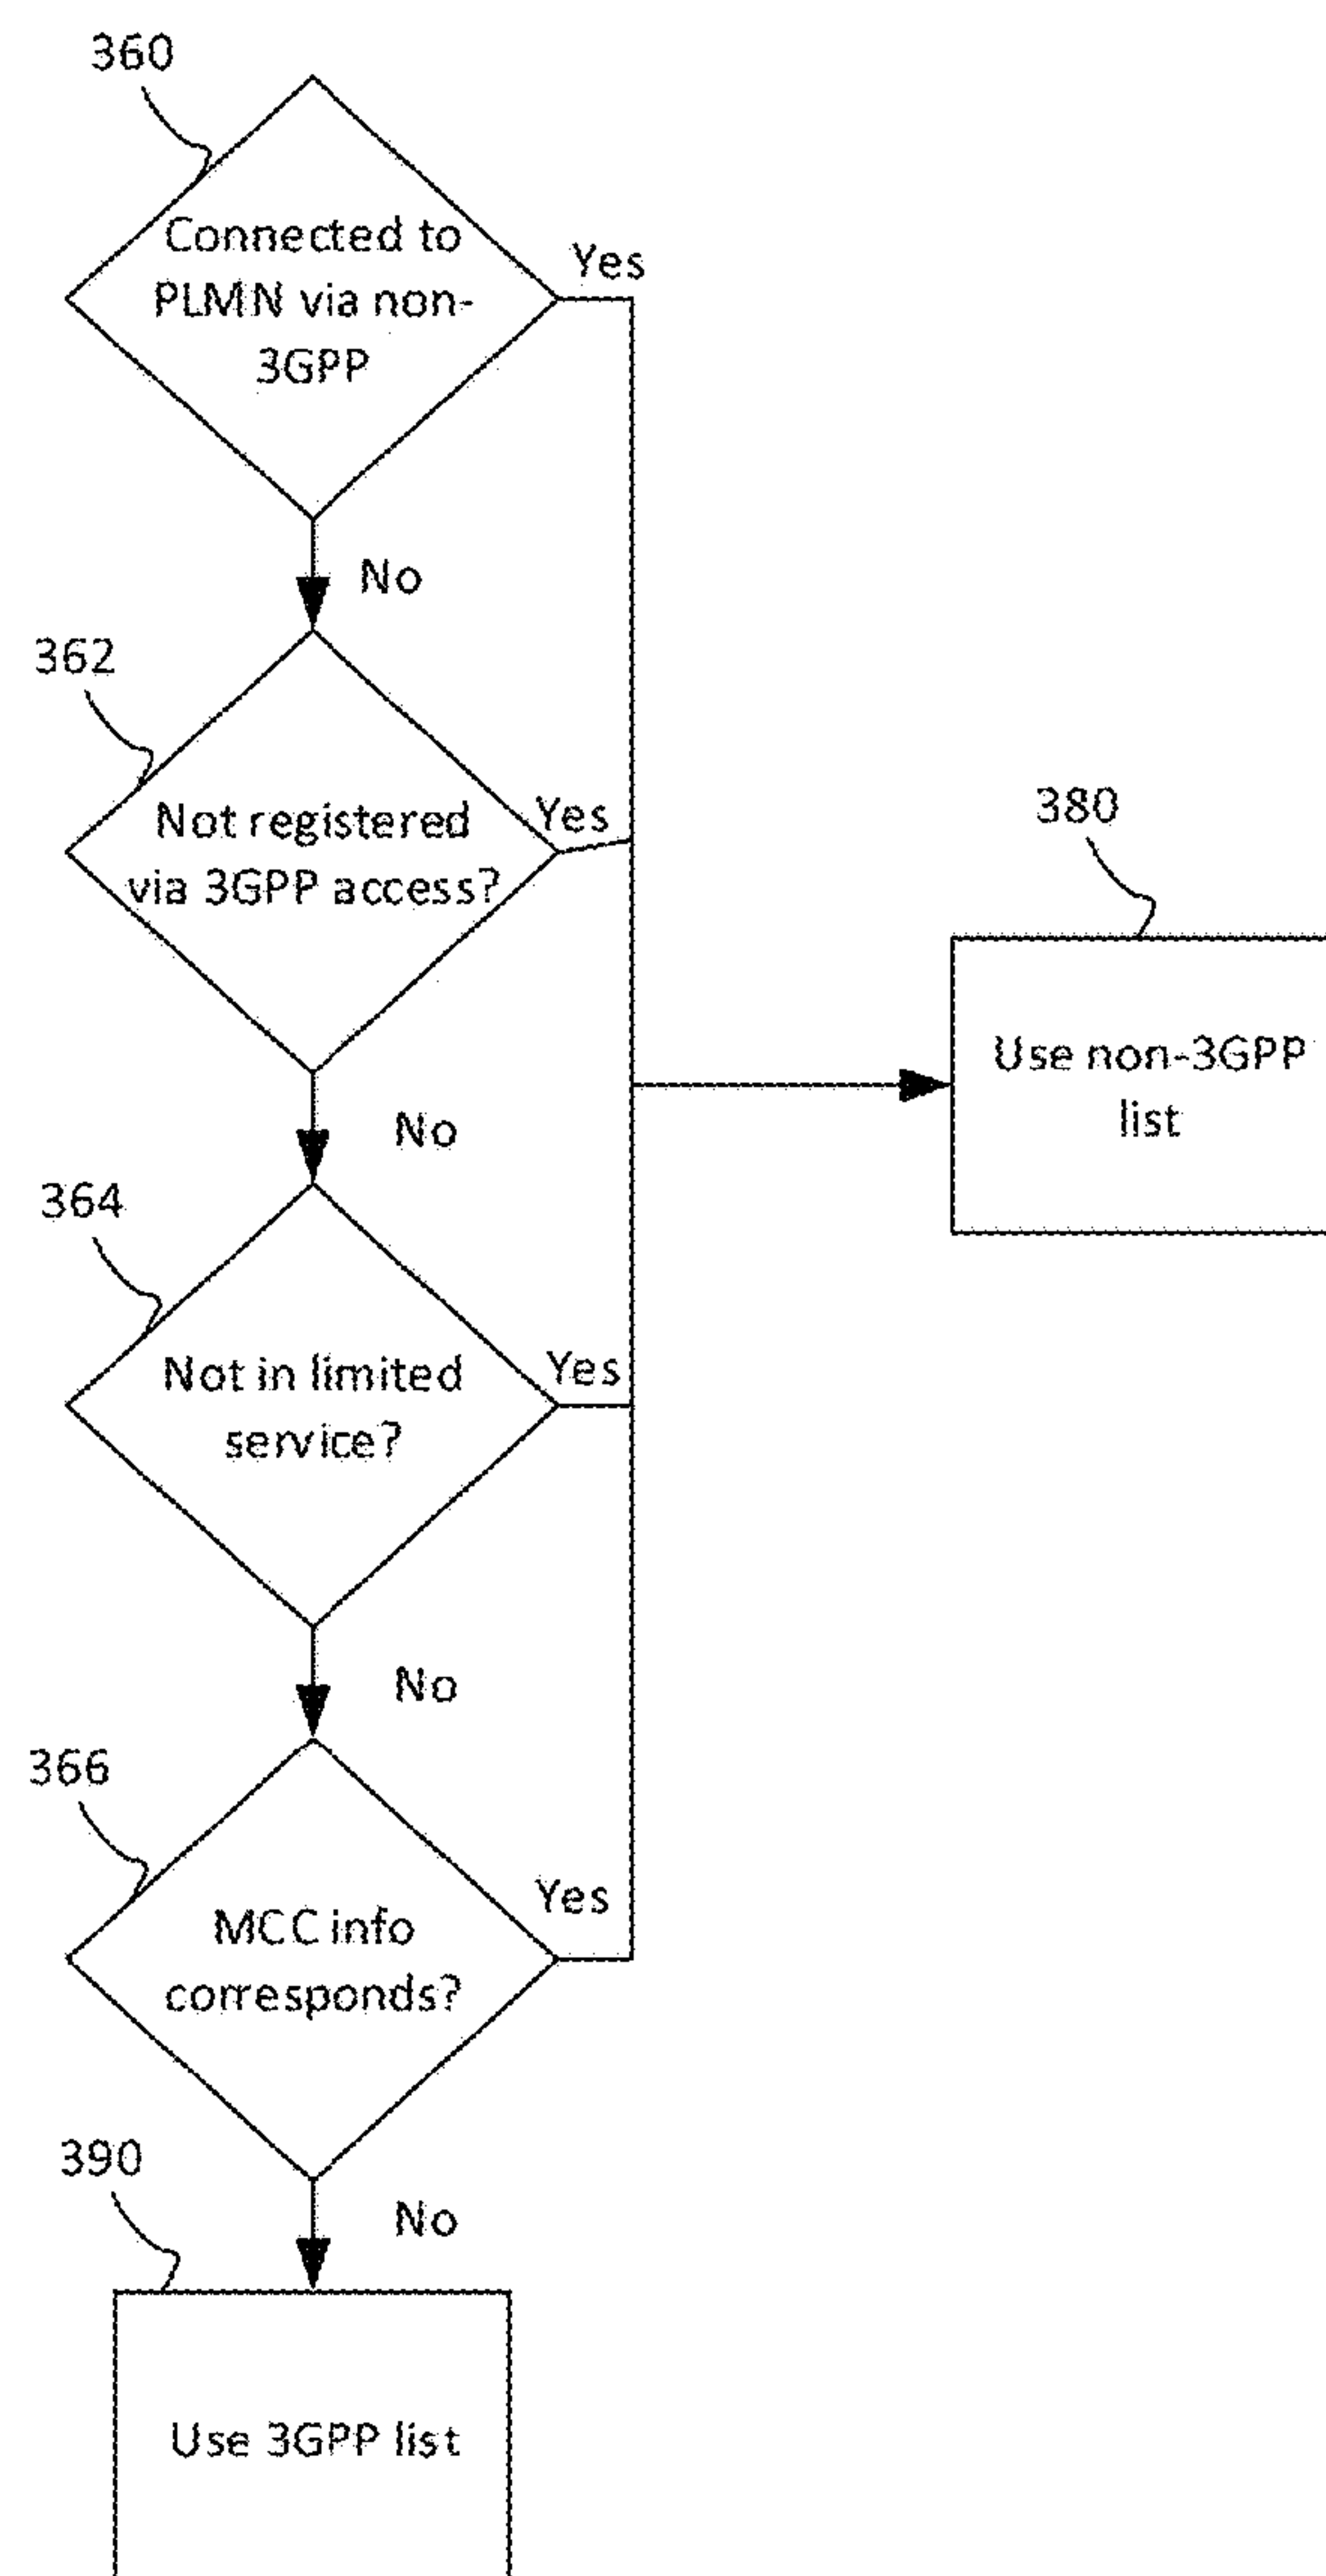 360
Connected to
PLMN via non-
3GPP
Yes
No
362
Not registered
via 3GPP access?
Yes
No
380
Use non-3GPP
list
364
Not in limited
service?
Yes
No
366
MCC info
corresponds?
Yes
No
390
Use 3GPP list